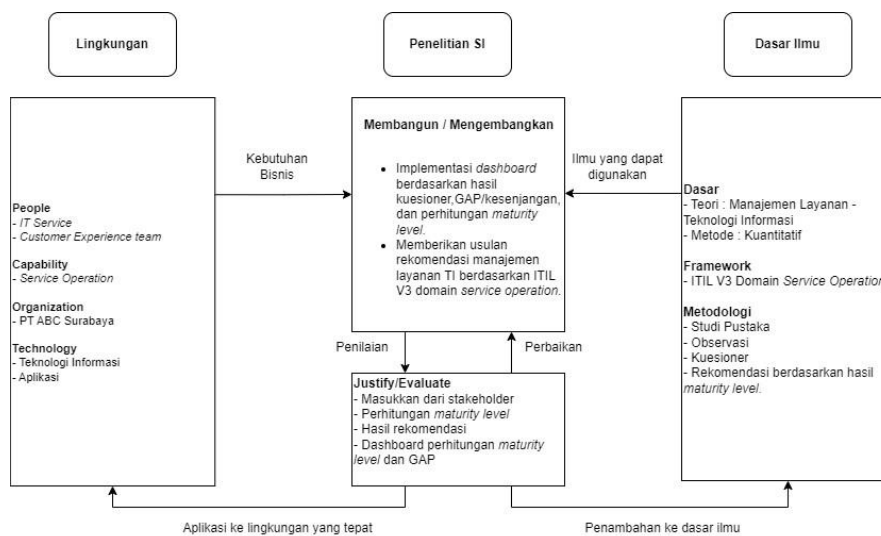 Lingkungan
Penelitian SI
Dasar Ilmu
People
- IT Service
- Customer Experience team
Capability
- Service Operation
Organization
- PT ABC Surabaya
Technology
- Teknologi Informasi
- Aplikasi
Kebutuhan
Bisnis
Membangun / Mengembangkan
• Implementasi dashboard
berdasarkan hasil
kuesioner,GAP/kesenjangan,
dan perhitungan maturity
level.
• Memberikan usulan
rekomendasi manajemen
layanan TI berdasarkan ITIL
V3 domain service operation.
Ilmu yang dapat
digunakan
Dasar
- Teori : Manajemen Layanan -
Teknologi Informasi
- Metode : Kuantitatif
Framework
- ITIL V3 Domain Service Operation
Metodologi
- Studi Pustaka
- Observasi
- Kuesioner
- Rekomendasi berdasarkan hasil
maturity level.
Penilaian
Perbaikan
Justify/Evaluate
- Masukkan dari stakeholder
- Perhitungan maturity level
- Hasil rekomendasi
- Dashboard perhitungan maturity
level dan GAP
Aplikasi ke lingkungan yang tepat
Penambahan ke dasar ilmu